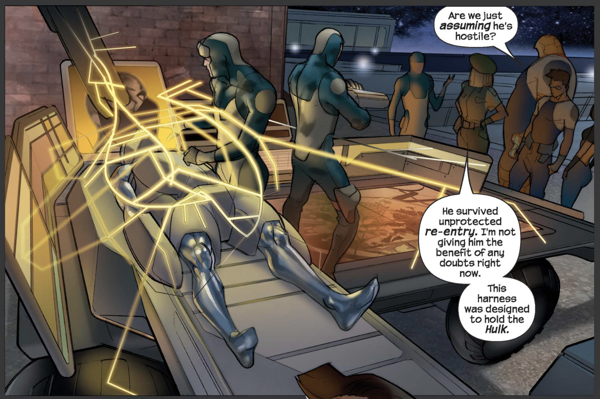 Are we just
assuming he's
hostile?
He survived
unprotected
re-entry. I'm not
giving him the
benefit of any
doubts right
now.
This
harness
was designed
to hold the
Hulk.